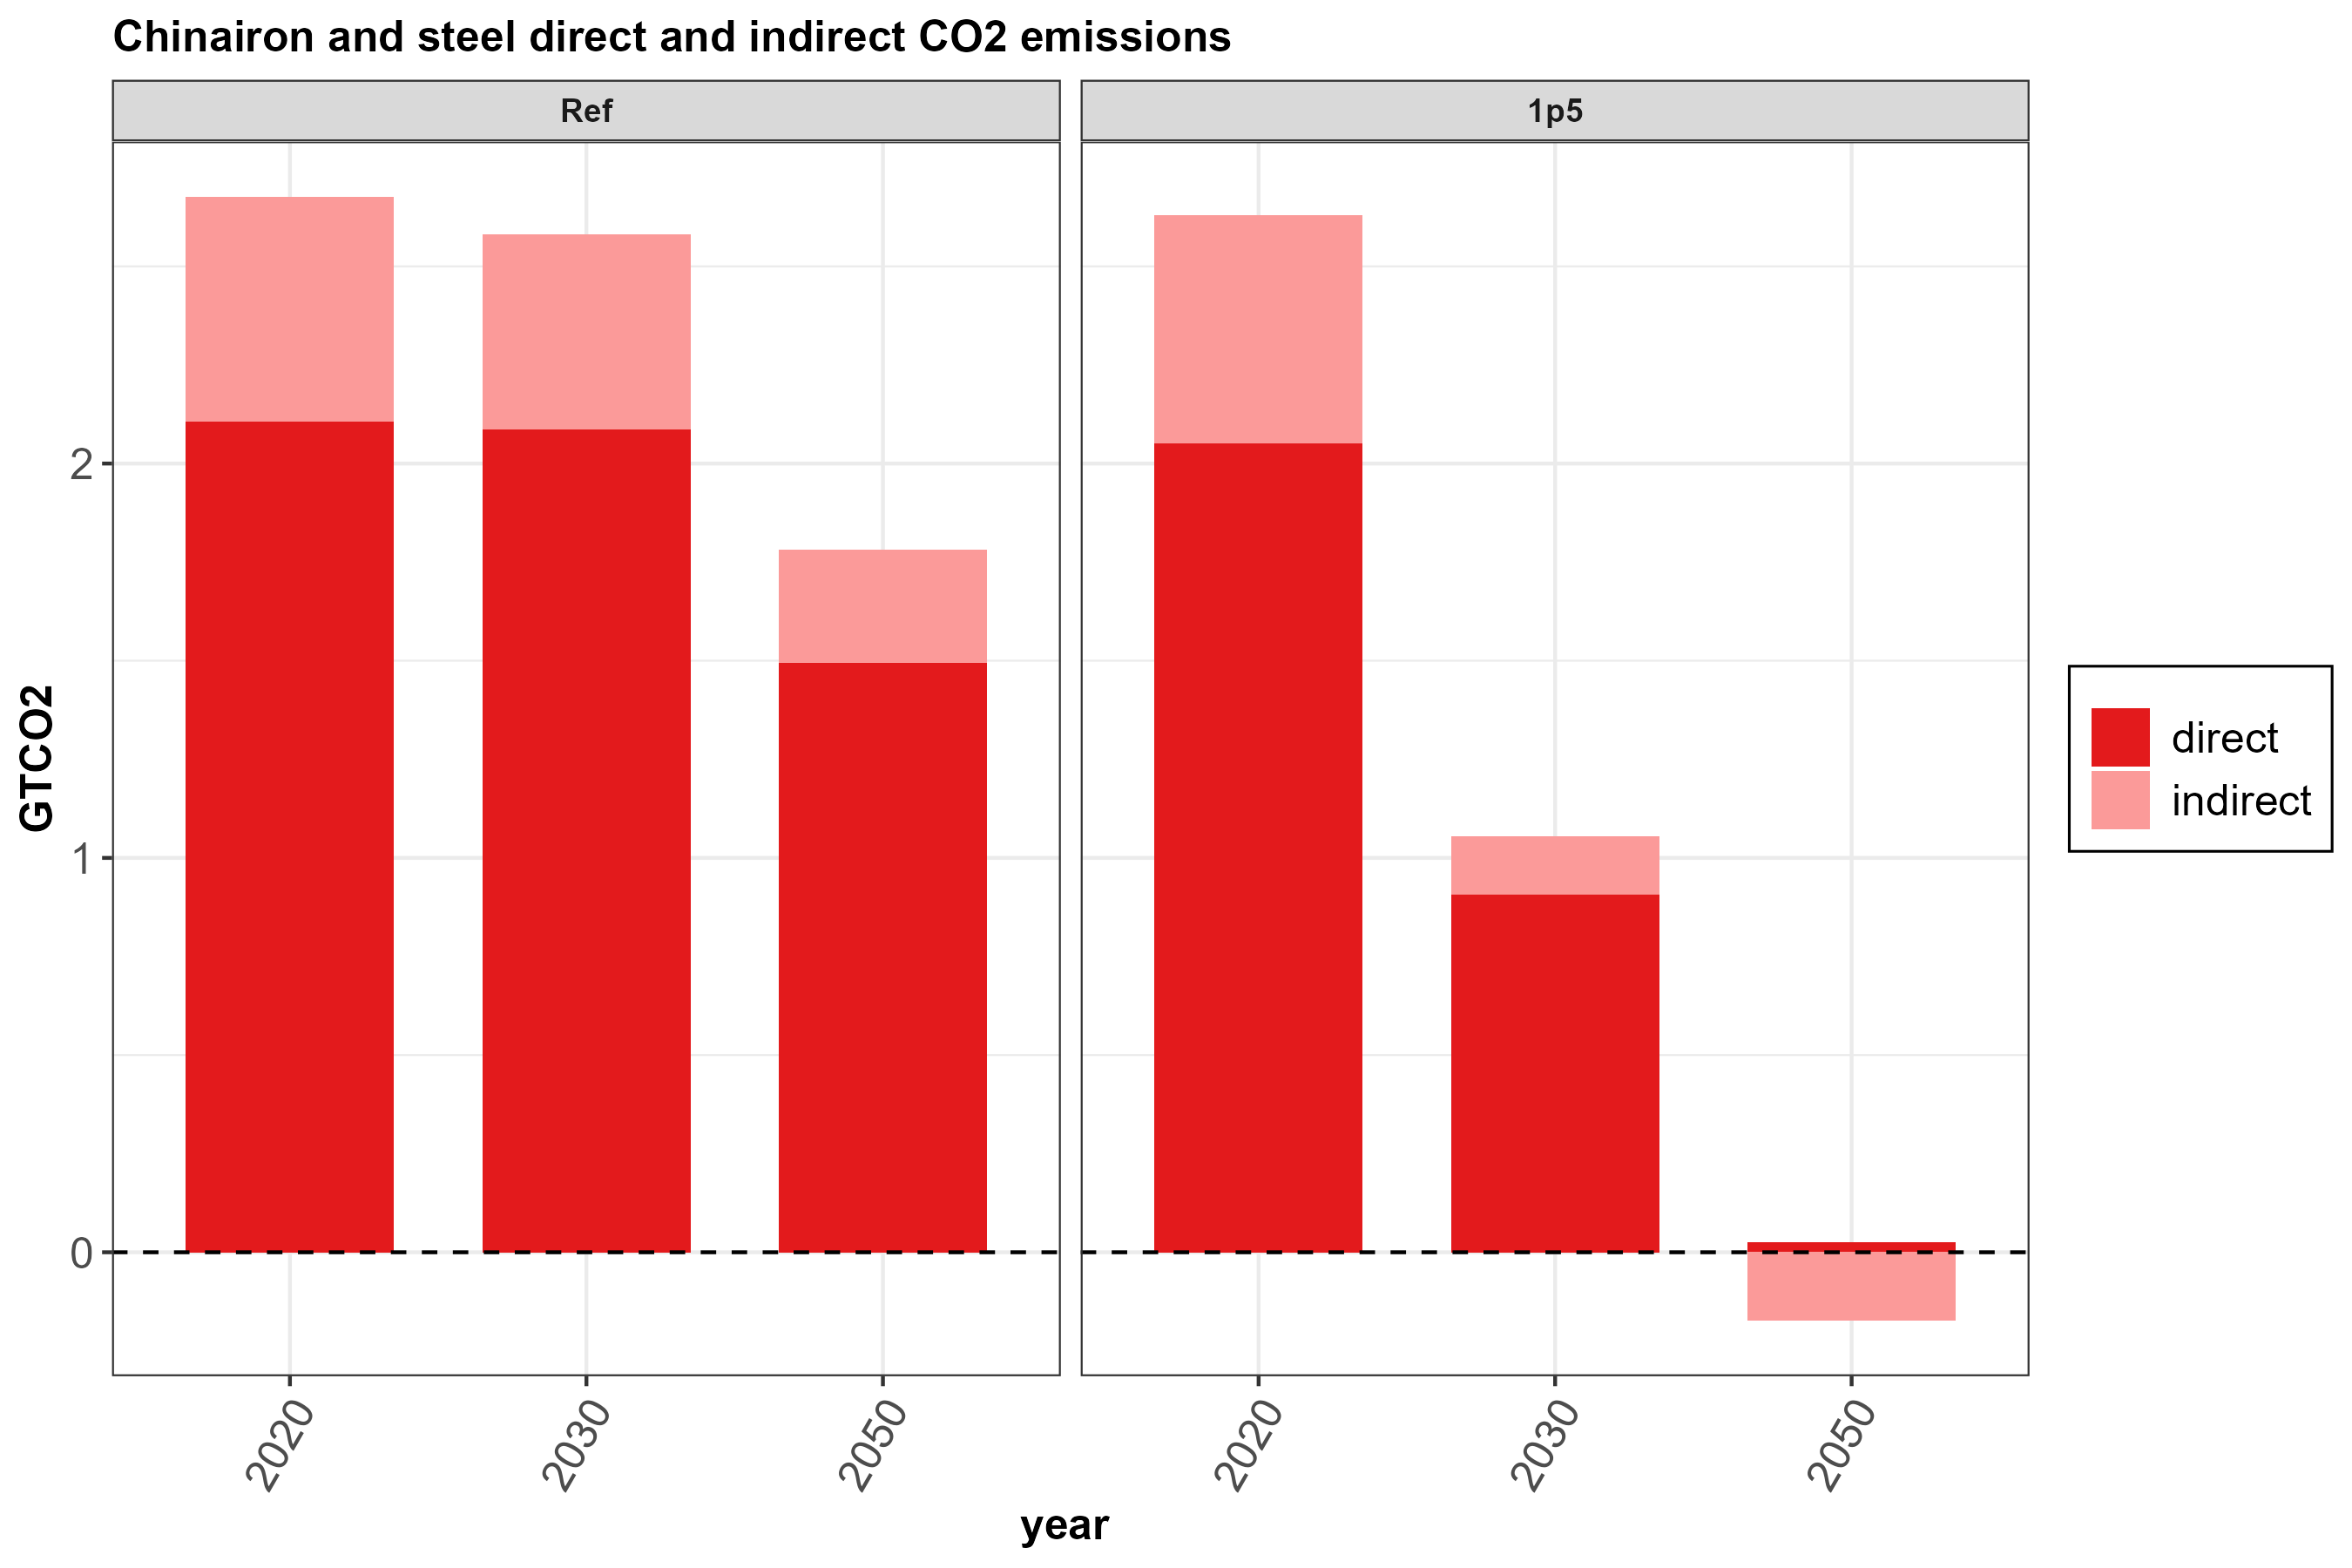 Chinairon and steel direct and indirect CO2 emissions
Ref
1p5
GTCO2
2
1
0
2020
2030
2050
2020
2030
2050
year
direct
indirect